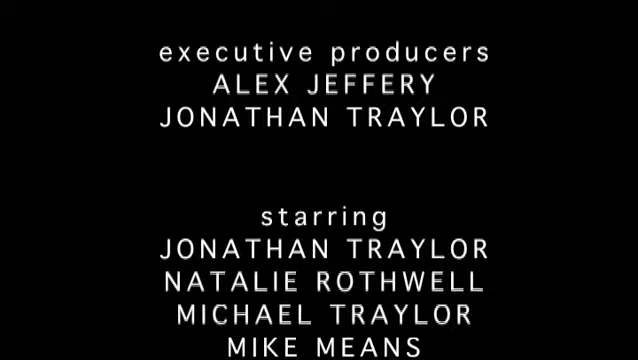 executive producers
ALEX JEFFERY
JONATHAN TRAYLOR
starring
JONATHAN TRAYLOR
NATALIE ROTHWELL
MICHAEL TRAYLOR
MIKE MEANS